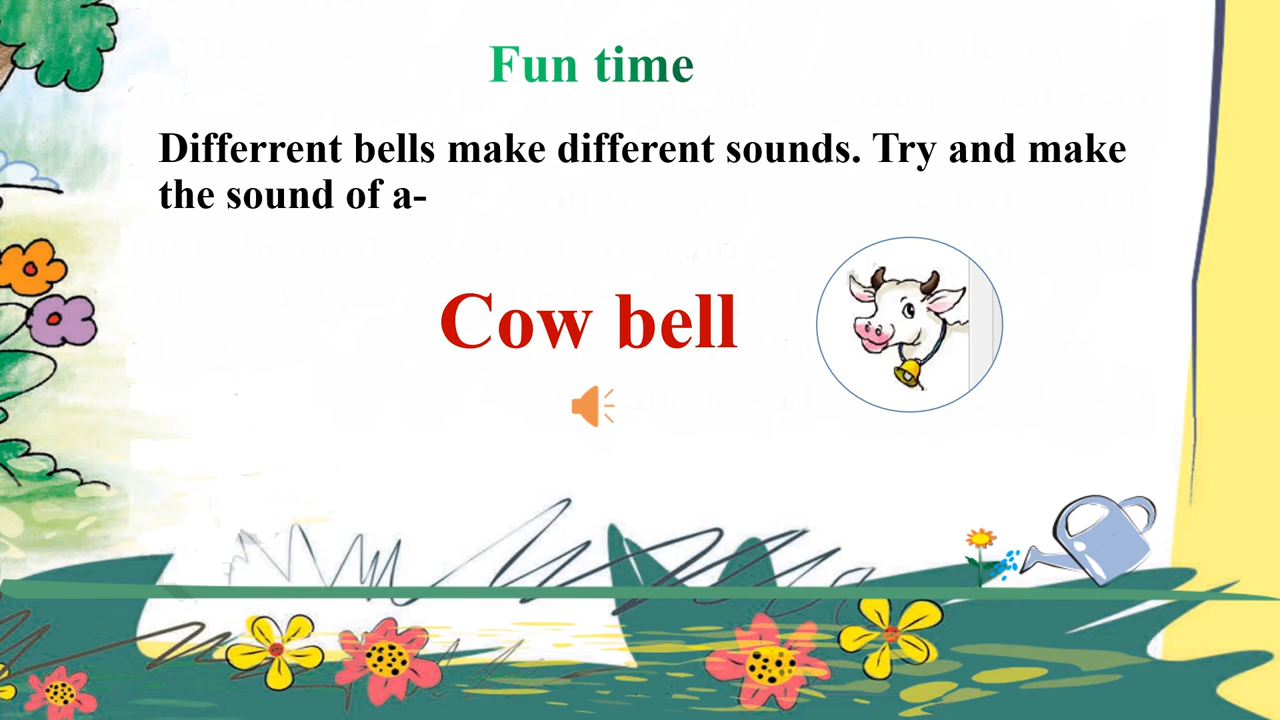 Fun time
Differrent bells make different sounds. Try and make
the sound of a-
Cow bell